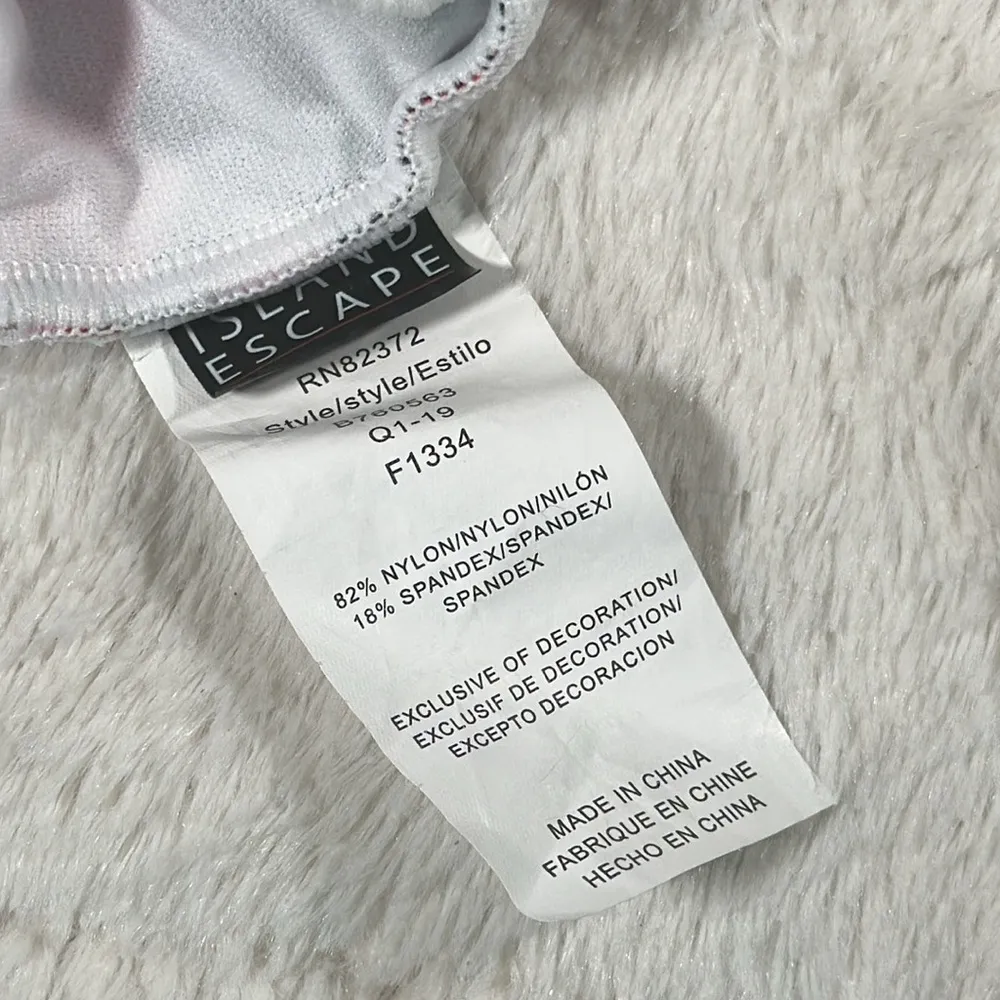 ISLAND
ESCAPE
RN82372
Style/style/Estilo
B760563
Q1-19
F1334
82% NYLON/NYLON/NILÓN
18% SPANDEX/SPANDEX/
SPANDEX
EXCLUSIVE OF DECORATION/
EXCLUSIF DE DECORATION/
EXCEPTO DECORACION
MADE IN CHINA
FABRIQUE EN CHINE
HECHO EN CHINA